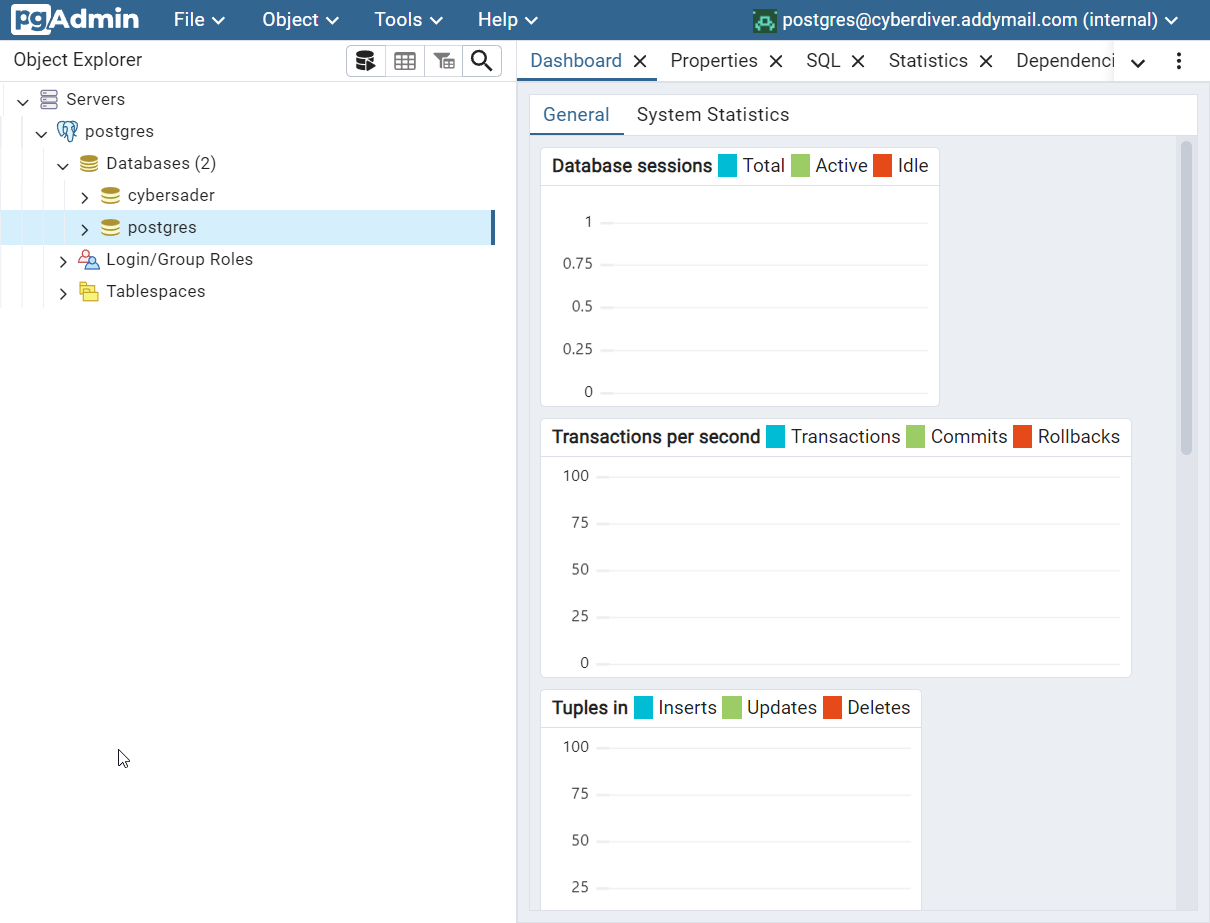 pgAdmin File Object Tools Help postgres@cyberdiver.addymail.com (internal)
Object Explorer
Dashboard Properties SQL Statistics Dependenci
Servers
postgres
Databases (2)
cybersader
postgres
Login/Group Roles
Tablespaces
General System Statistics
Database sessions Total Active Idle
1
0.75
0.5
0.25
0
Transactions per second Transactions Commits Rollbacks
100
75
50
25
0
Tuples in Inserts Updates Deletes
100
75
50
25